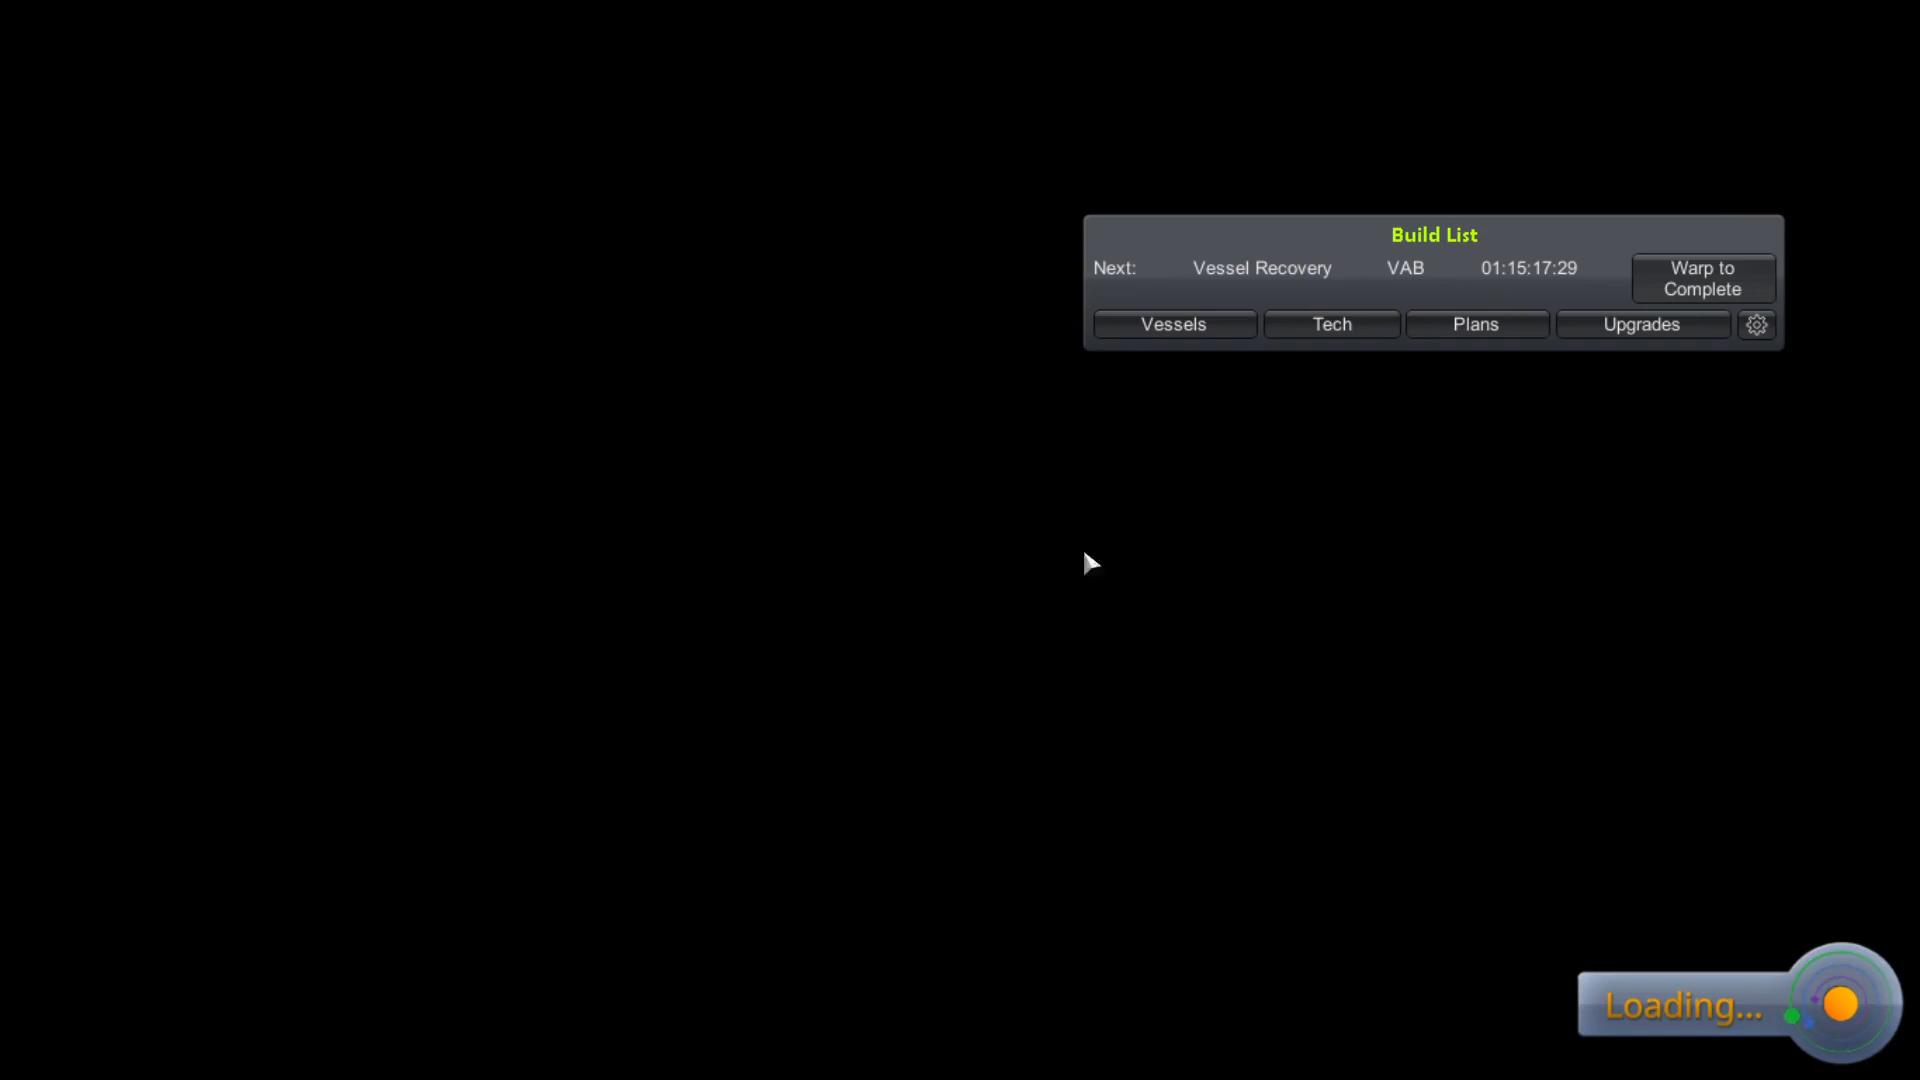 Build List
Next: Vessel Recovery VAB 01:15:17:29 Warp to
Complete
Vessels Tech Plans Upgrades
Loading...